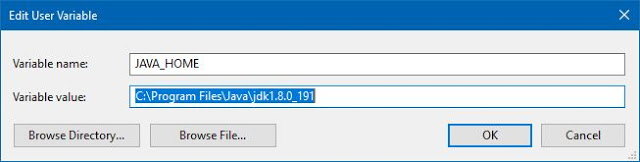 Edit User Variable
Variable name: JAVA_HOME
Variable value: C:\Program Files\Java\jdk1.8.0_191
Browse Directory... Browse File... OK Cancel